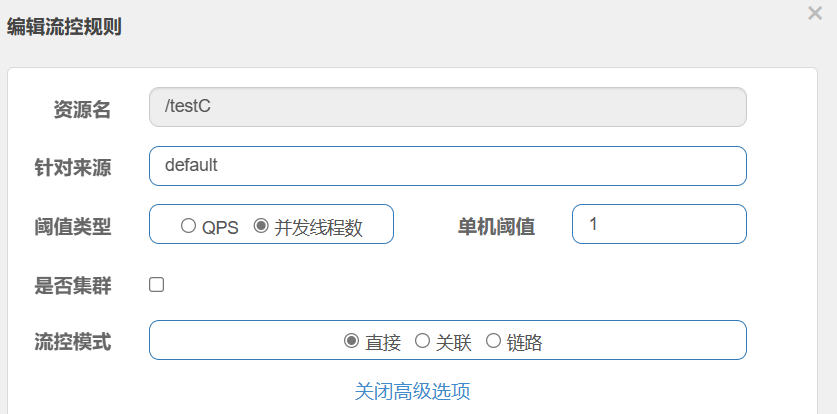 编辑流控规则
资源名 /testC
针对来源 default
阈值类型 QPS 并发线程数 单机阈值 1
是否集群
流控模式 直接 关联 链路
关闭高级选项